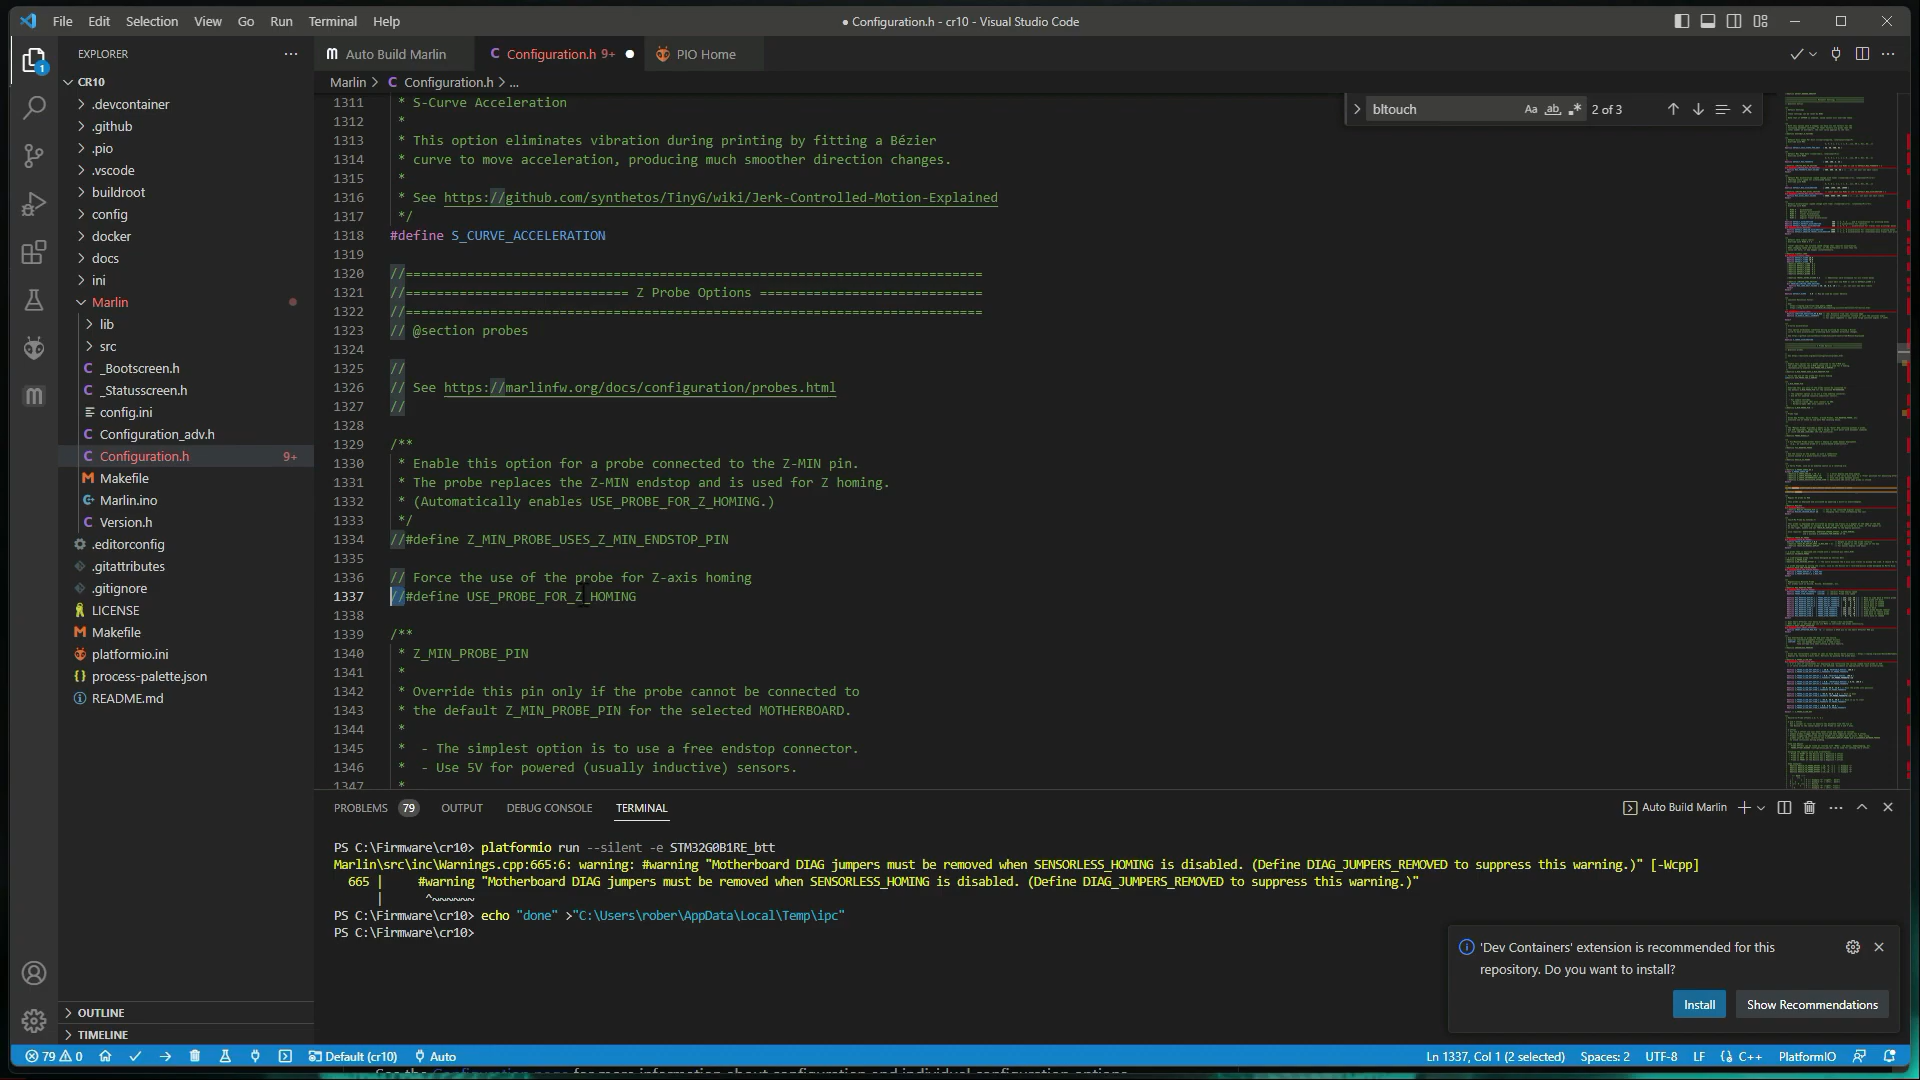 File Edit Selection View Go Run Terminal Help
● Configuration.h - cr10 - Visual Studio Code
EXPLORER
Auto Build Marlin
Configuration.h 9+
PIO Home
Marlin > C Configuration.h > ...
CR10
.devcontainer
.github
.pio
.vscode
buildroot
config
docker
docs
ini
Marlin
lib
src
_Bootscreen.h
_Statusscreen.h
config.ini
Configuration_adv.h
Configuration.h 9+
Makefile
Marlin.ino
Version.h
.editorconfig
.gitattributes
.gitignore
LICENSE
Makefile
platformio.ini
process-palette.json
README.md
OUTLINE
TIMELINE
bltouch Aa ab .* 2 of 3
1311 * S-Curve Acceleration
1312 *
1313 * This option eliminates vibration during printing by fitting a Bézier
1314 * curve to move acceleration, producing much smoother direction changes.
1315 *
1316 * See https://github.com/synthetos/TinyG/wiki/Jerk-Controlled-Motion-Explained
1317 */
1318 #define S_CURVE_ACCELERATION
1319
1320 //===========================================================================
1321 //============================= Z Probe Options =============================
1322 //===========================================================================
1323 // @section probes
1324
1325 //
1326 // See https://marlinfw.org/docs/configuration/probes.html
1327 //
1328
1329 /**
1330 * Enable this option for a probe connected to the Z-MIN pin.
1331 * The probe replaces the Z-MIN endstop and is used for Z homing.
1332 * (Automatically enables USE_PROBE_FOR_Z_HOMING.)
1333 */
1334 //#define Z_MIN_PROBE_USES_Z_MIN_ENDSTOP_PIN
1335
1336 // Force the use of the probe for Z-axis homing
1337 //#define USE_PROBE_FOR_Z_HOMING
1338
1339 /**
1340 * Z_MIN_PROBE_PIN
1341 *
1342 * Override this pin only if the probe cannot be connected to
1343 * the default Z_MIN_PROBE_PIN for the selected MOTHERBOARD.
1344 *
1345 * - The simplest option is to use a free endstop connector.
1346 * - Use 5V for powered (usually inductive) sensors.
1347 *
PROBLEMS 79 OUTPUT DEBUG CONSOLE TERMINAL
Auto Build Marlin
PS C:\Firmware\cr10> platformio run --silent -e STM32G0B1RE_btt
Marlin\src\inc\Warnings.cpp:665:6: warning: #warning "Motherboard DIAG jumpers must be removed when SENSORLESS_HOMING is disabled. (Define DIAG_JUMPERS_REMOVED to suppress this warning.)" [-Wcpp]
665 | #warning "Motherboard DIAG jumpers must be removed when SENSORLESS_HOMING is disabled. (Define DIAG_JUMPERS_REMOVED to suppress this warning.)"
| ^~~~~~~
PS C:\Firmware\cr10> echo "done" >"C:\Users\rober\AppData\Local\Temp\ipc"
PS C:\Firmware\cr10>
'Dev Containers' extension is recommended for this
repository. Do you want to install?
Install
Show Recommendations
79 0 Default (cr10) Auto
Ln 1337, Col 1 (2 selected) Spaces: 2 UTF-8 LF {} C++ PlatformIO